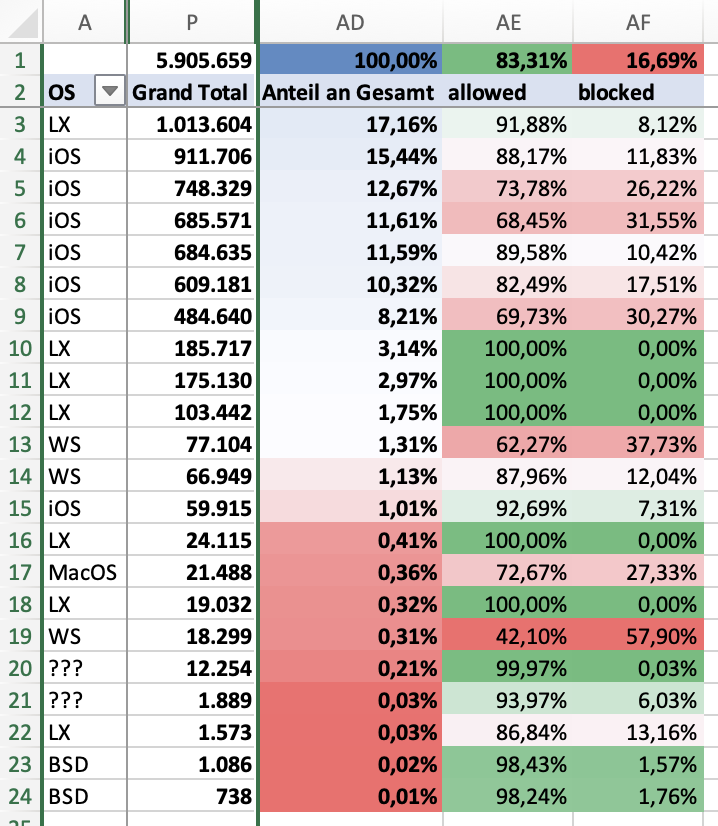 A P AD AE AF
1 5.905.659 100,00% 83,31% 16,69%
2 OS Grand Total Anteil an Gesamt allowed blocked
3 LX 1.013.604 17,16% 91,88% 8,12%
4 iOS 911.706 15,44% 88,17% 11,83%
5 iOS 748.329 12,67% 73,78% 26,22%
6 iOS 685.571 11,61% 68,45% 31,55%
7 iOS 684.635 11,59% 89,58% 10,42%
8 iOS 609.181 10,32% 82,49% 17,51%
9 iOS 484.640 8,21% 69,73% 30,27%
10 LX 185.717 3,14% 100,00% 0,00%
11 LX 175.130 2,97% 100,00% 0,00%
12 LX 103.442 1,75% 100,00% 0,00%
13 WS 77.104 1,31% 62,27% 37,73%
14 WS 66.949 1,13% 87,96% 12,04%
15 iOS 59.915 1,01% 92,69% 7,31%
16 LX 24.115 0,41% 100,00% 0,00%
17 MacOS 21.488 0,36% 72,67% 27,33%
18 LX 19.032 0,32% 100,00% 0,00%
19 WS 18.299 0,31% 42,10% 57,90%
20 ??? 12.254 0,21% 99,97% 0,03%
21 ??? 1.889 0,03% 93,97% 6,03%
22 LX 1.573 0,03% 86,84% 13,16%
23 BSD 1.086 0,02% 98,43% 1,57%
24 BSD 738 0,01% 98,24% 1,76%